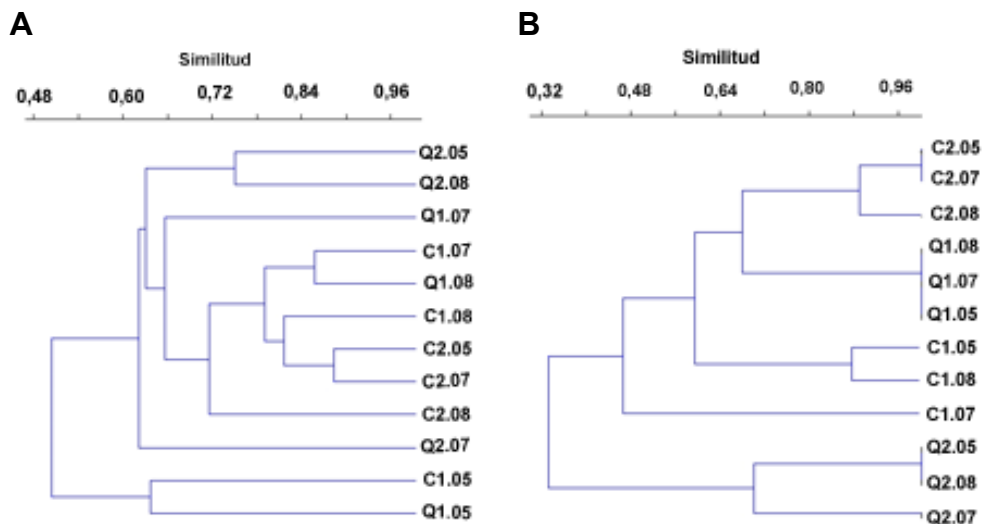 A
Similitud
0,48 0,60 0,72 0,84 0,96
Q2.05
Q2.08
Q1.07
C1.07
Q1.08
C1.08
C2.05
C2.07
C2.08
Q2.07
C1.05
Q1.05
B
Similitud
0,32 0,48 0,64 0,80 0,96
C2.05
C2.07
C2.08
Q1.08
Q1.07
Q1.05
C1.05
C1.08
C1.07
Q2.05
Q2.08
Q2.07